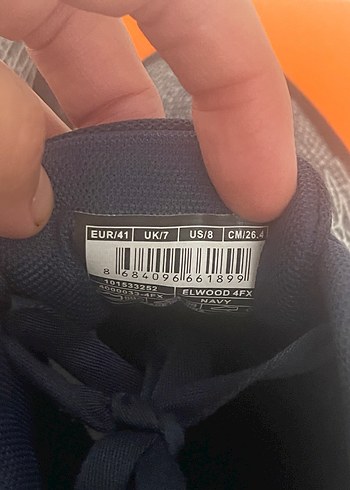 EUR/41 UK/7 US/8 CM/26.4
8 684096 661899
101533252 ELWOOD 4FX
NAVY